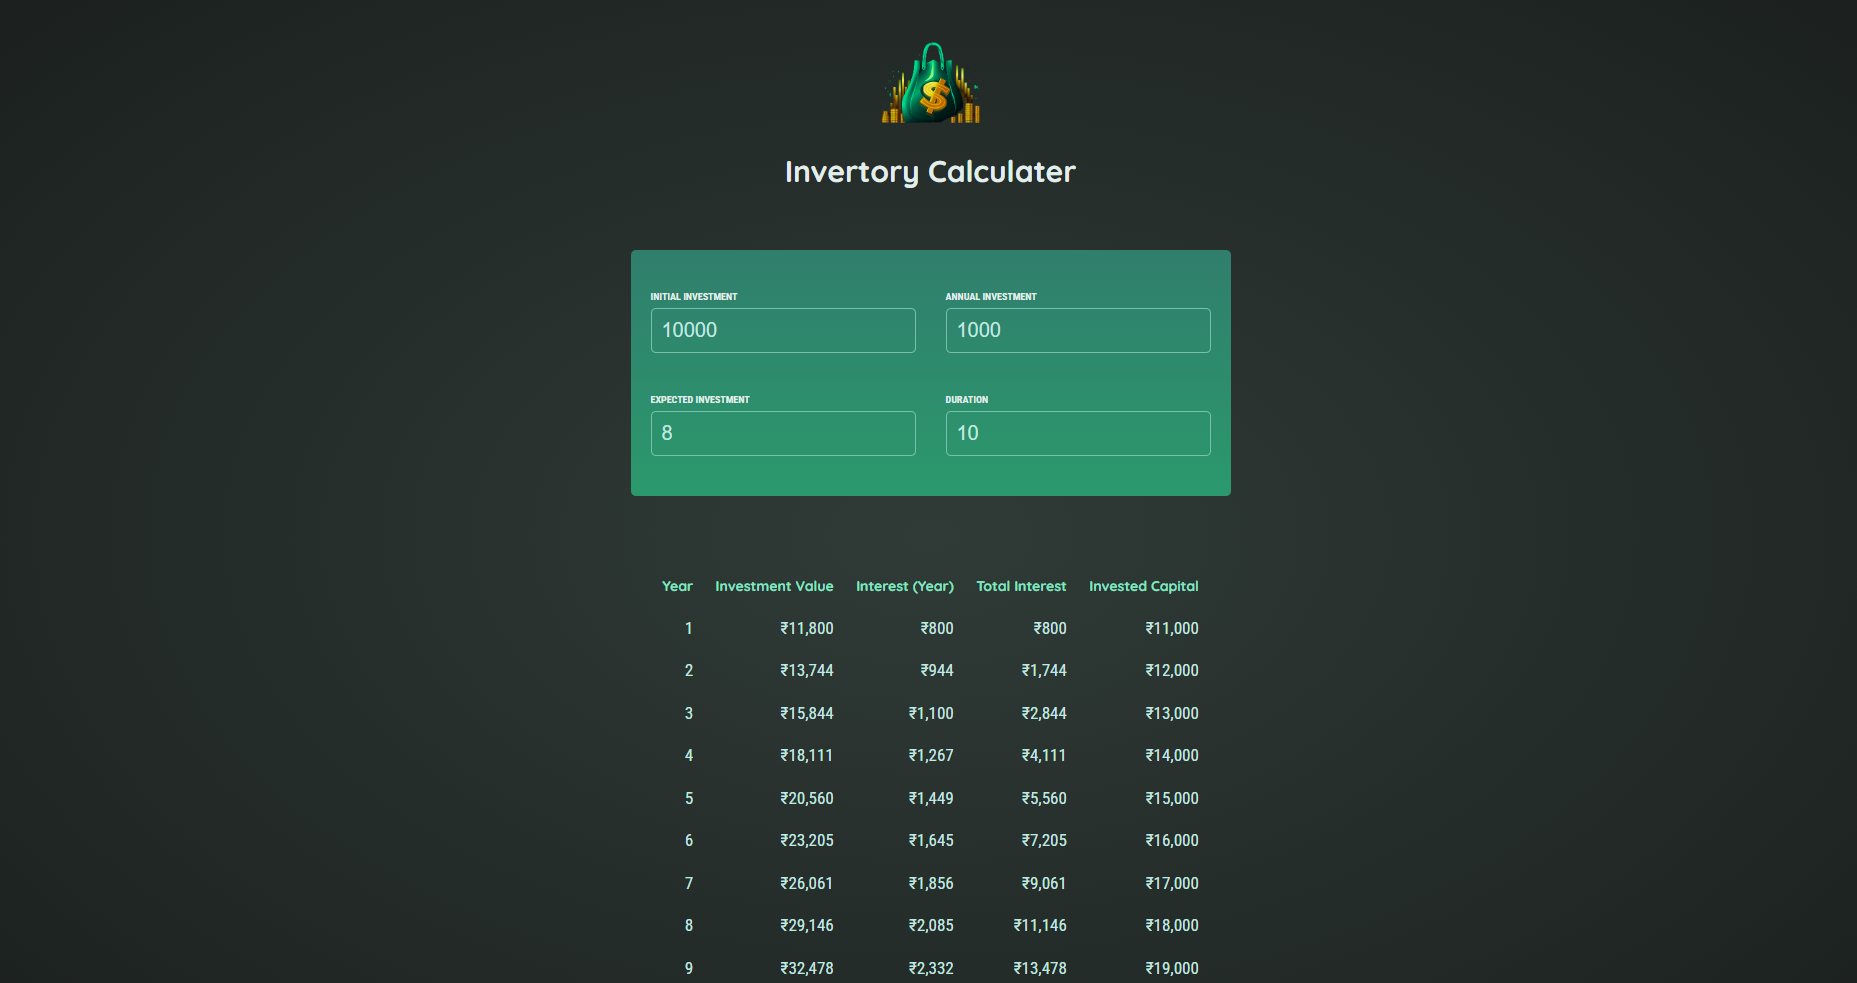 $
Invertory Calculater
INITIAL INVESTMENT ANNUAL INVESTMENT
10000 1000
EXPECTED INVESTMENT DURATION
8 10
Year Investment Value Interest (Year) Total Interest Invested Capital
1 ₹11,800 ₹800 ₹800 ₹11,000
2 ₹13,744 ₹944 ₹1,744 ₹12,000
3 ₹15,844 ₹1,100 ₹2,844 ₹13,000
4 ₹18,111 ₹1,267 ₹4,111 ₹14,000
5 ₹20,560 ₹1,449 ₹5,560 ₹15,000
6 ₹23,205 ₹1,645 ₹7,205 ₹16,000
7 ₹26,061 ₹1,856 ₹9,061 ₹17,000
8 ₹29,146 ₹2,085 ₹11,146 ₹18,000
9 ₹32,478 ₹2,332 ₹13,478 ₹19,000